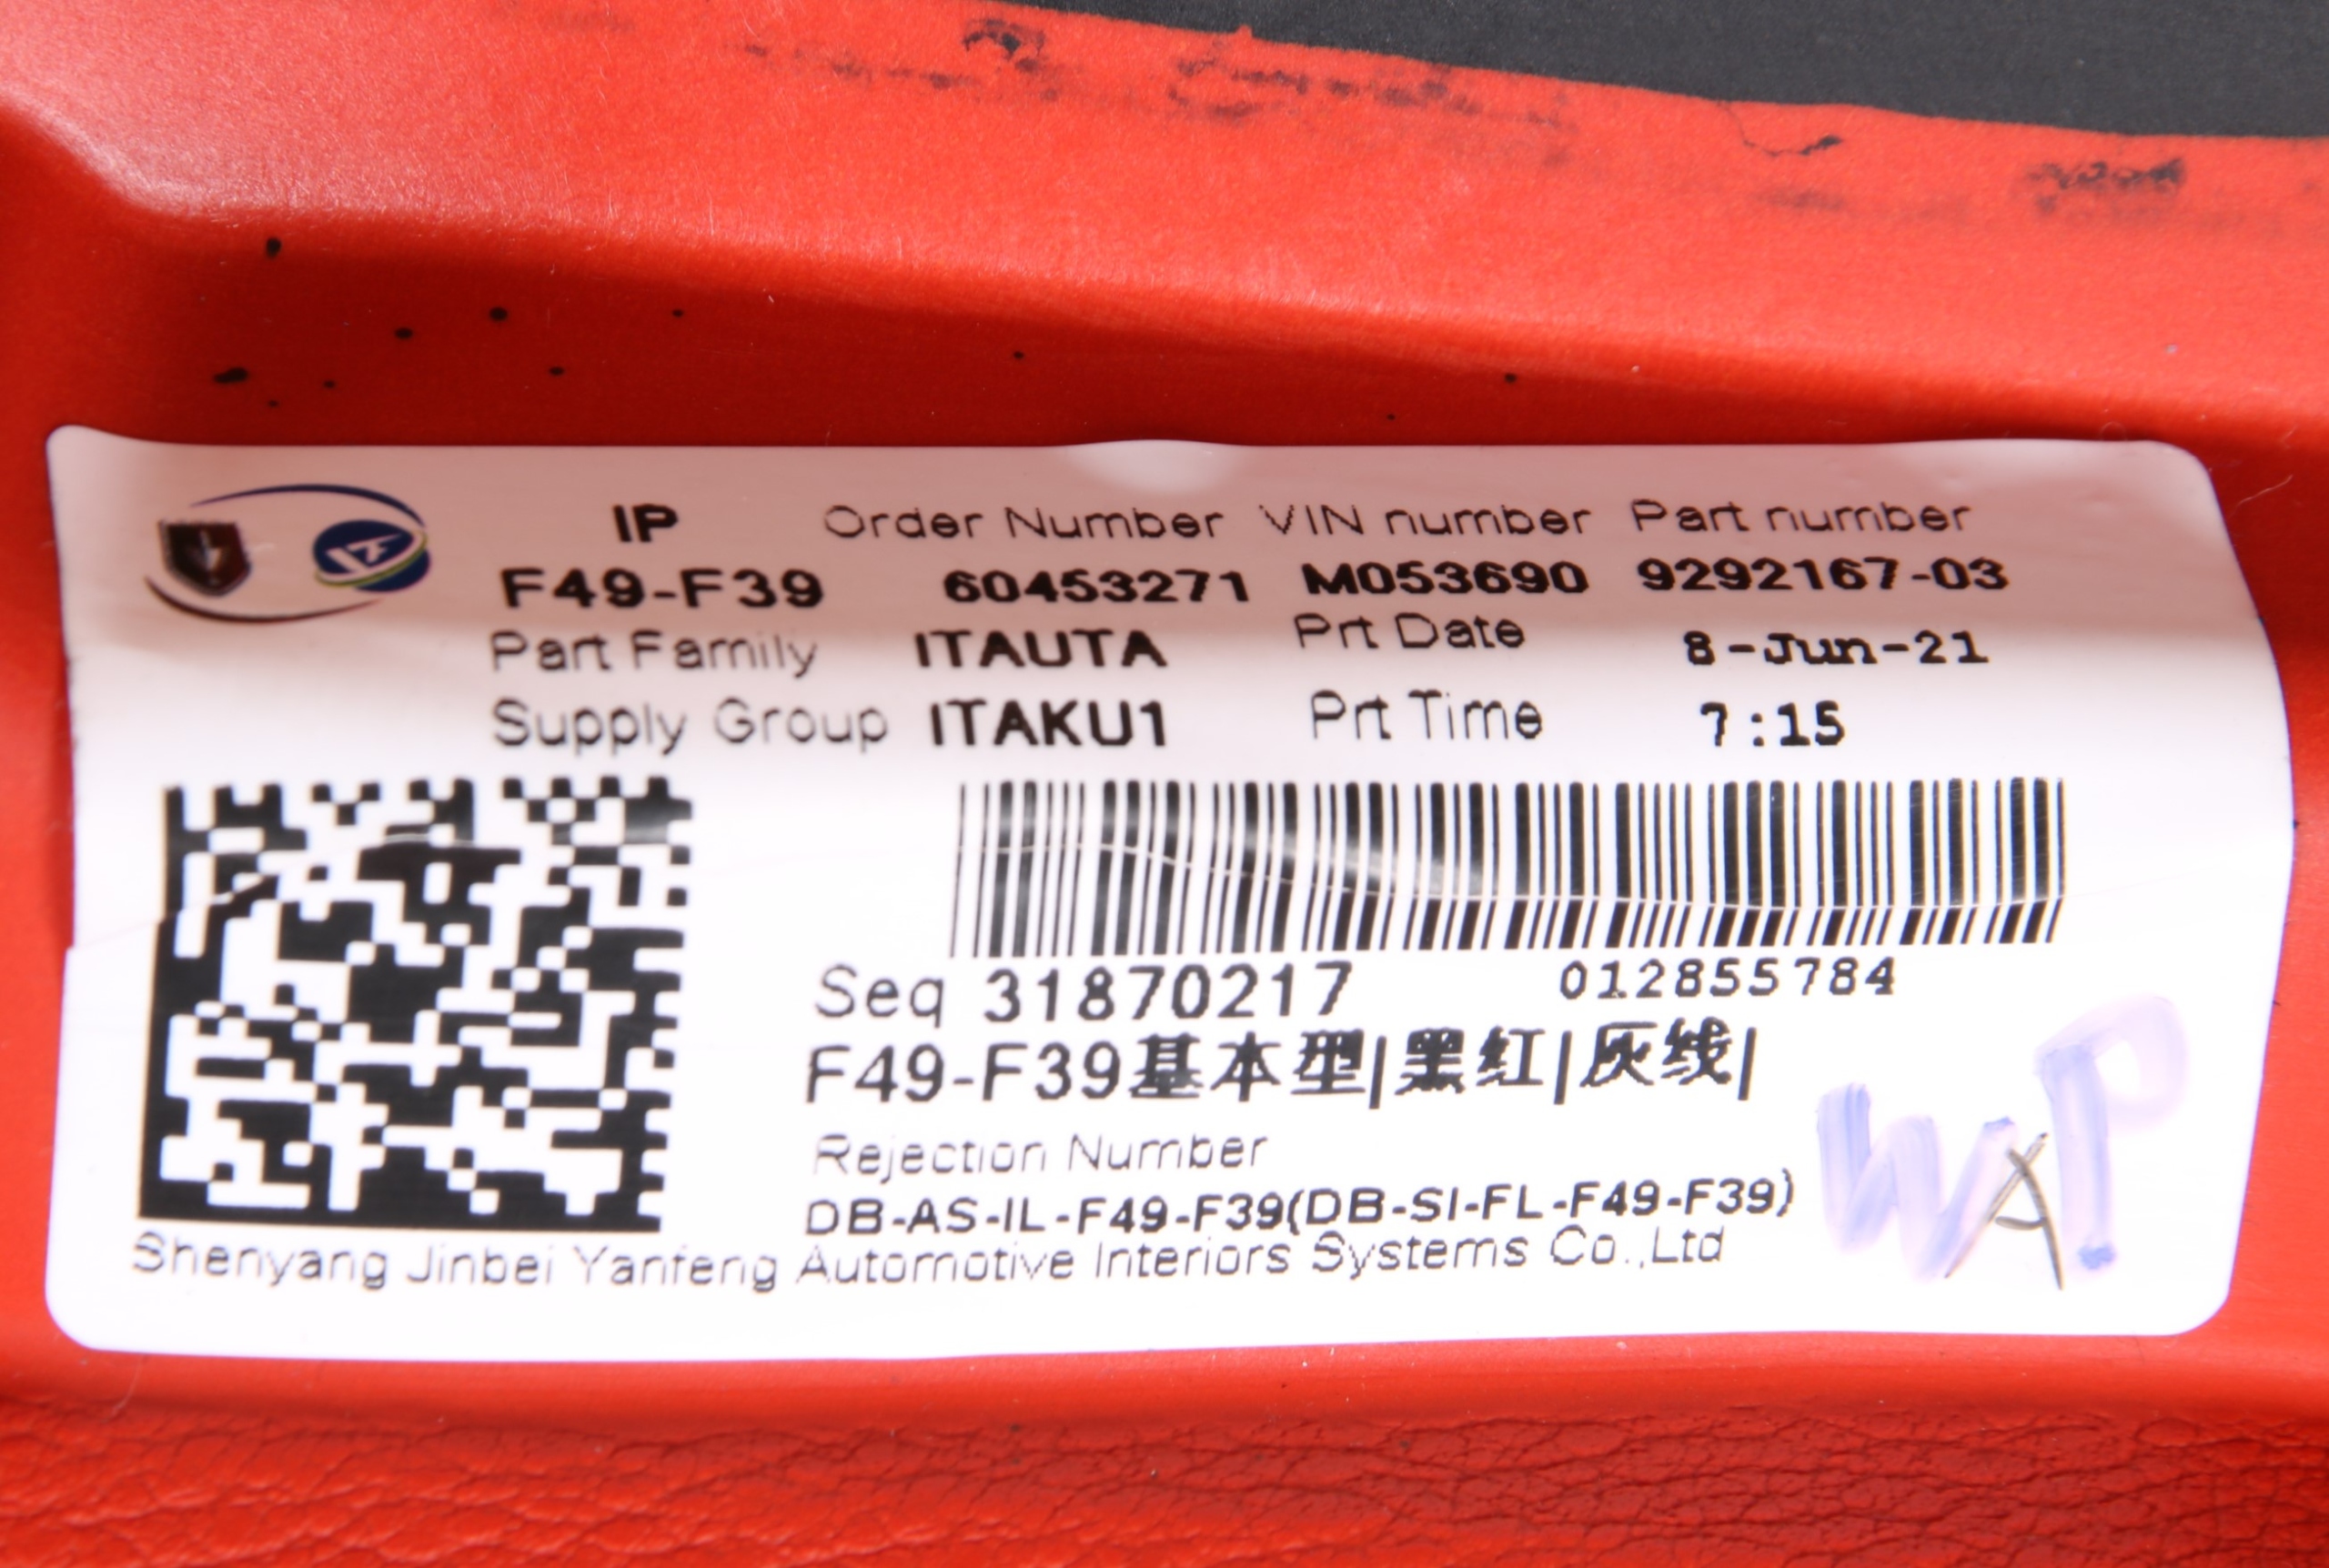 IP Order Number VIN number Part number
F49-F39 60453271 M053690 9292167-03
Part Family ITAUTA Prt Date 8-Jun-21
Supply Group ITAKU1 Prt Time 7:15
Seq 31870217 012855784
F49-F39基本型|黑红|灰线|
Rejection Number
DB-AS-IL-F49-F39(DB-SI-FL-F49-F39)
Shenyang Jinbei Yanfeng Automotive Interiors Systems Co.,Ltd